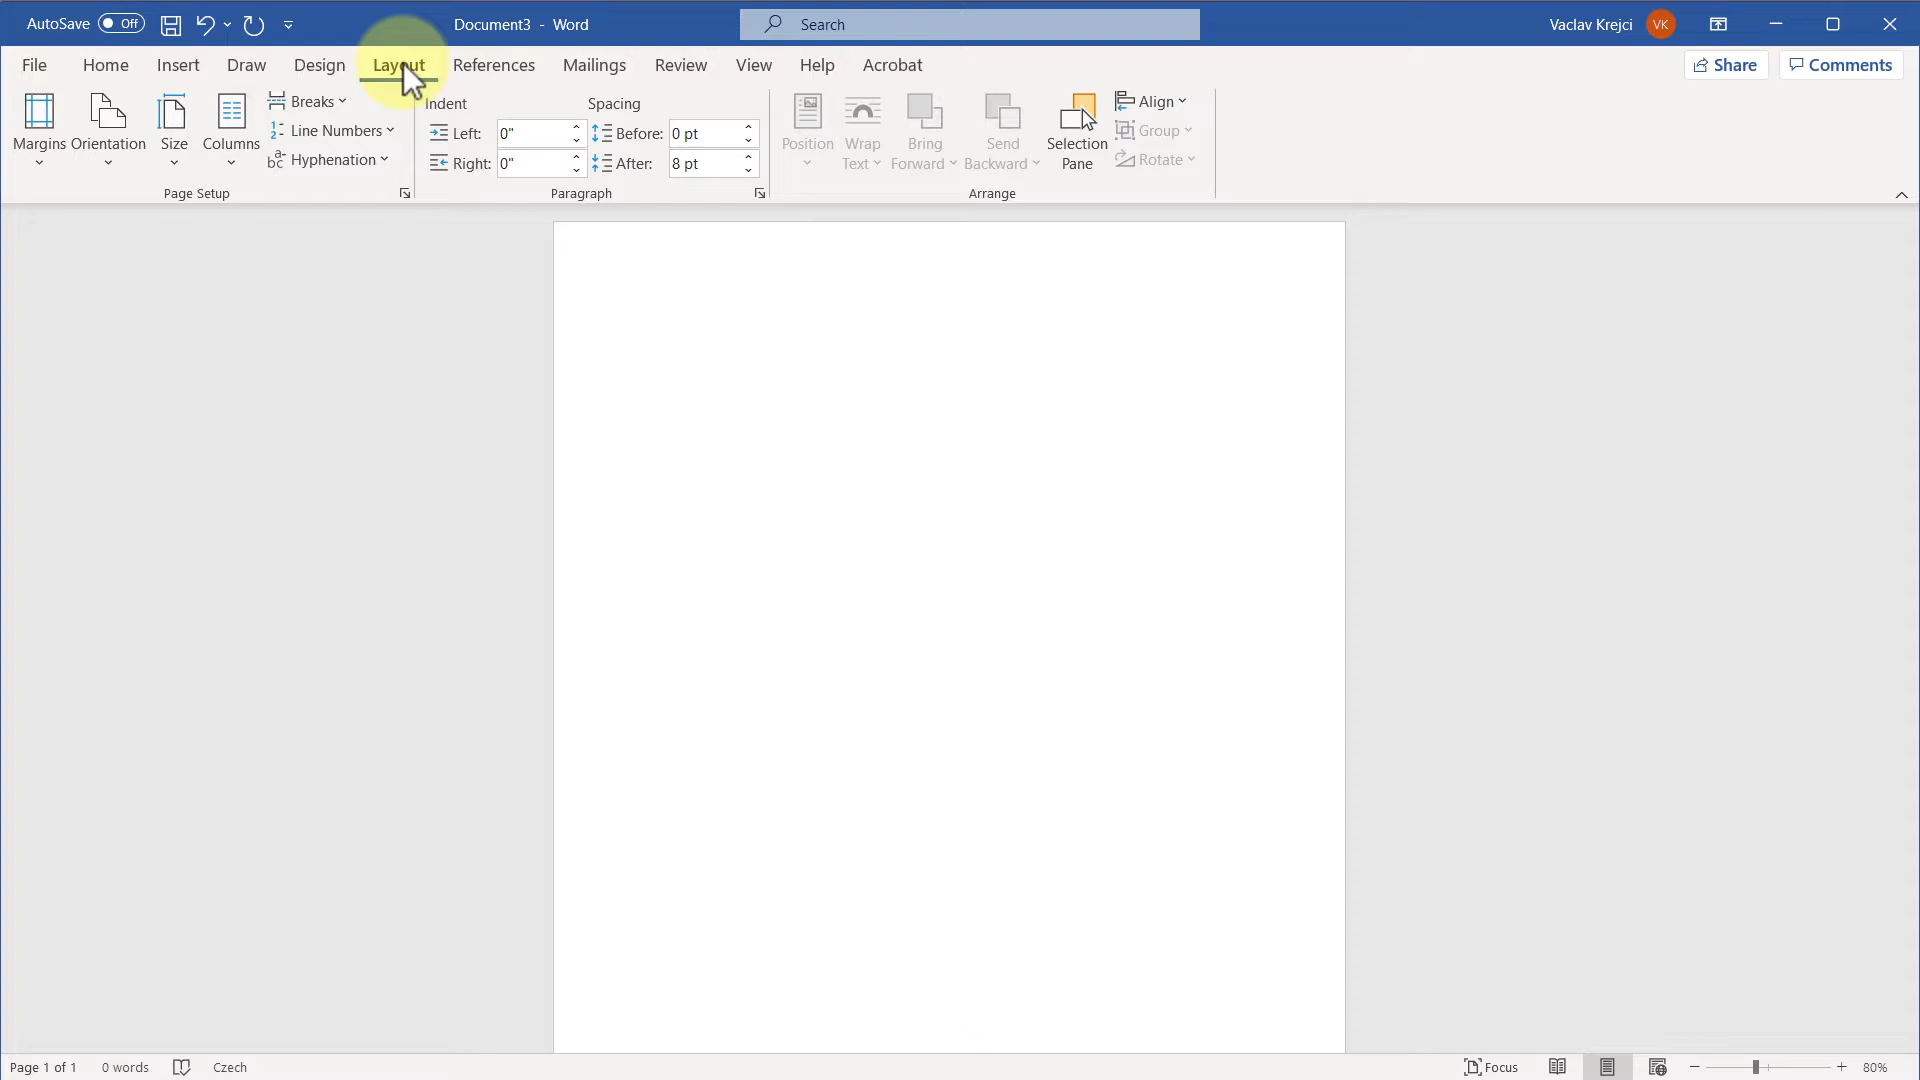 AutoSave Off Document3 - Word Search Vaclav Krejci VK
File Home Insert Draw Design Layout References Mailings Review View Help Acrobat Share Comments
Margins Orientation Size Columns
Breaks
Line Numbers
Hyphenation
Page Setup
Indent Spacing
Left: 0" Before: 0 pt
Right: 0" After: 8 pt
Paragraph
Position Wrap Text Bring Forward Send Backward Selection Pane
Align
Group
Rotate
Arrange
Page 1 of 1 0 words Czech Focus 80%